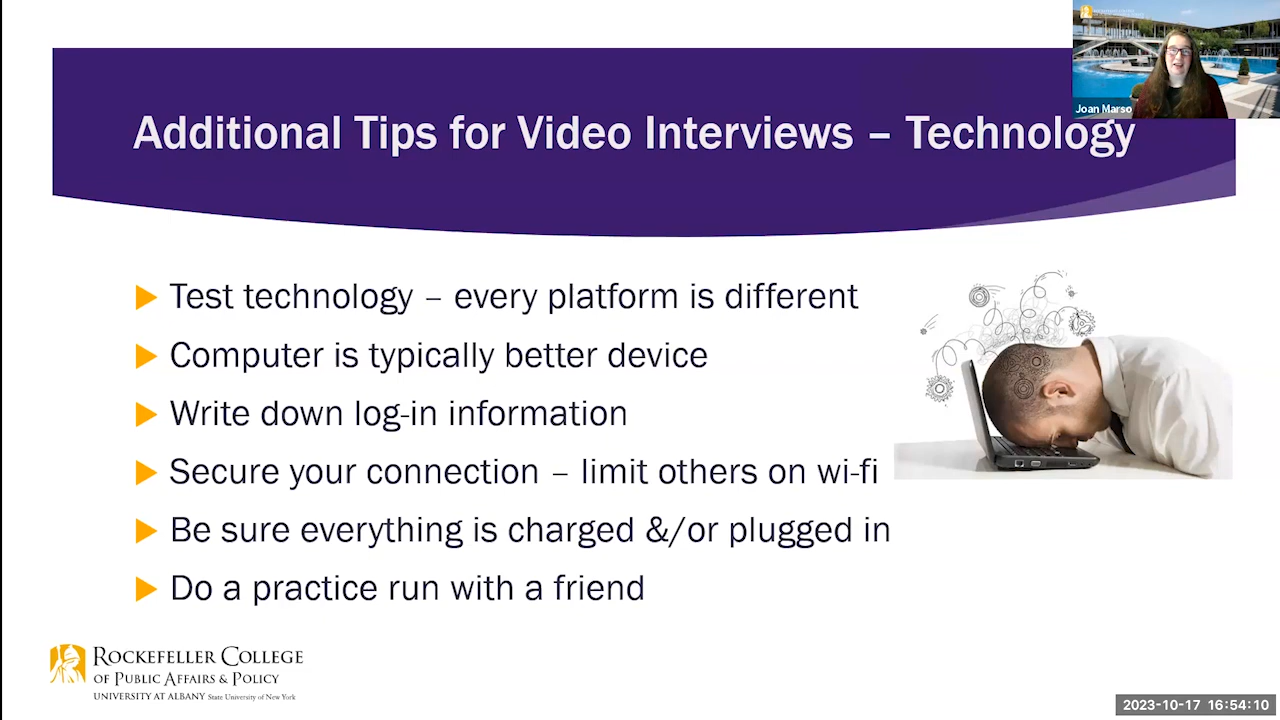 Joan Marso
Additional Tips for Video Interviews – Technology
Test technology – every platform is different
Computer is typically better device
Write down log-in information
Secure your connection – limit others on wi-fi
Be sure everything is charged &/or plugged in
Do a practice run with a friend
ROCKEFELLER COLLEGE
OF PUBLIC AFFAIRS & POLICY
UNIVERSITY AT ALBANY State University of New York
2023-10-17 16:54:10